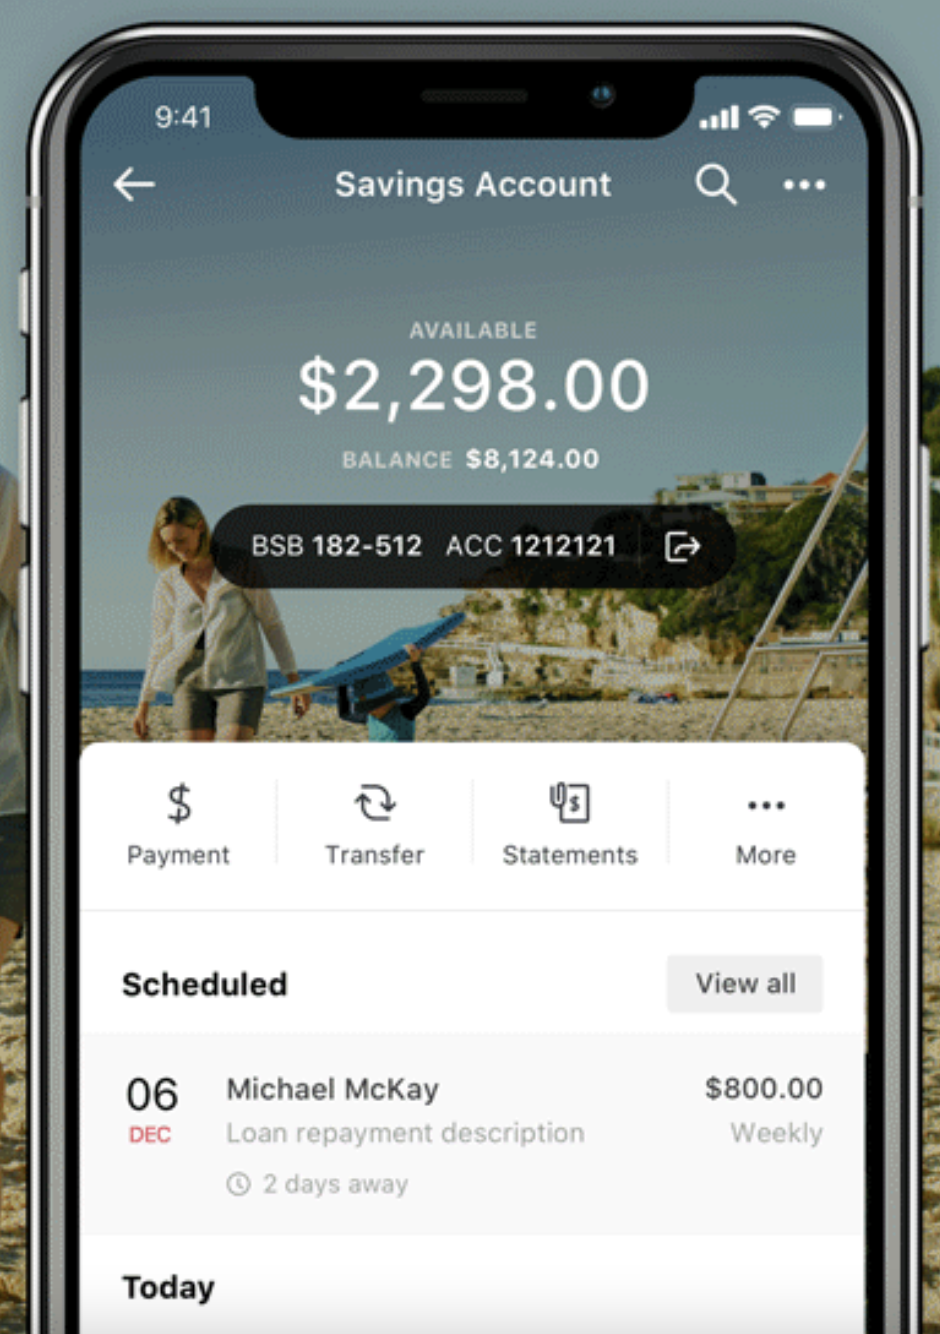 9:41
Savings Account
AVAILABLE
$2,298.00
BALANCE $8,124.00
BSB 182-512 ACC 1212121
Payment Transfer Statements More
Scheduled View all
06 Michael McKay $800.00
DEC Loan repayment description Weekly
2 days away
Today